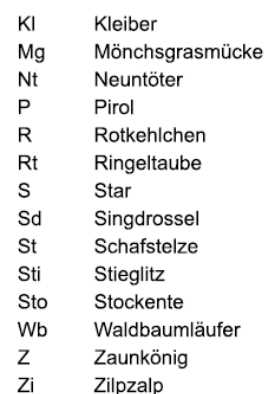 Kl Kleiber
Mg Mönchsgrasmücke
Nt Neuntöter
P Pirol
R Rotkehlchen
Rt Ringeltaube
S Star
Sd Singdrossel
St Schafstelze
Sti Stieglitz
Sto Stockente
Wb Waldbaumläufer
Z Zaunkönig
Zi Zilpzalp